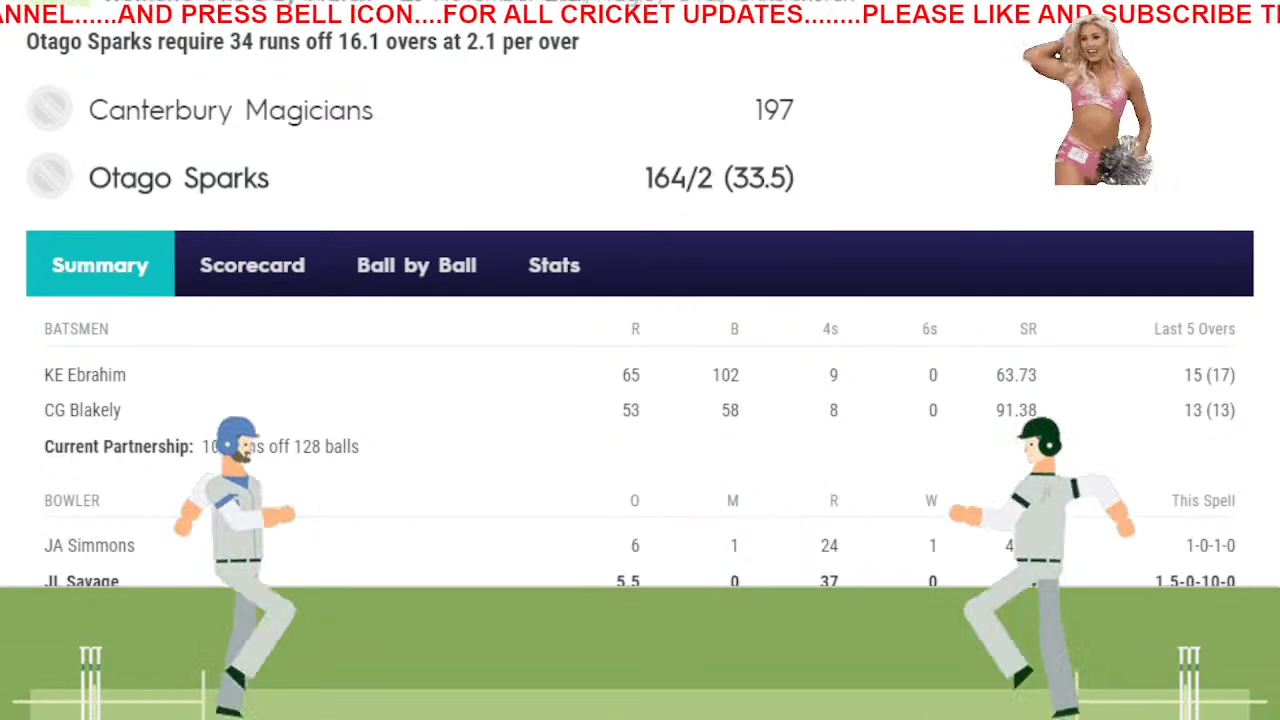 ANNEL......AND PRESS BELL ICON....FOR ALL CRICKET UPDATES........PLEASE LIKE AND SUBSCRIBE
Otago Sparks require 34 runs off 16.1 overs at 2.1 per over
Canterbury Magicians 197
Otago Sparks 164/2 (33.5)
Summary Scorecard Ball by Ball Stats
BATSMEN R B 4s 6s SR Last 5 Overs
KE Ebrahim 65 102 9 0 63.73 15 (17)
CG Blakely 53 58 8 0 91.38 13 (13)
Current Partnership: off 128 balls
BOWLER O M R W This Spell
JA Simmons 6 1 24 1 1-0-1-0
JL Savage 5.5 0 37 0 1.5-0-10-0